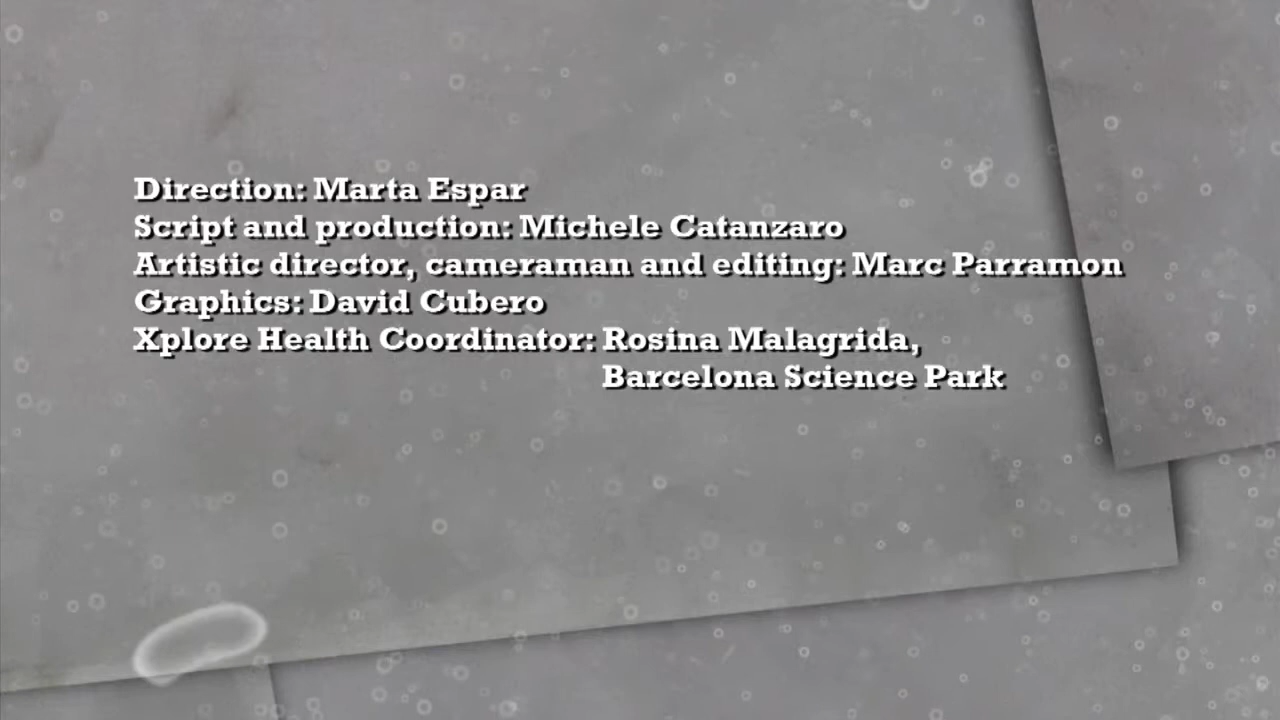 Direction: Marta Espar
Script and production: Michele Catanzaro
Artistic director, cameraman and editing: Marc Parramon
Graphics: David Cubero
Xplore Health Coordinator: Rosina Malagrida,
Barcelona Science Park